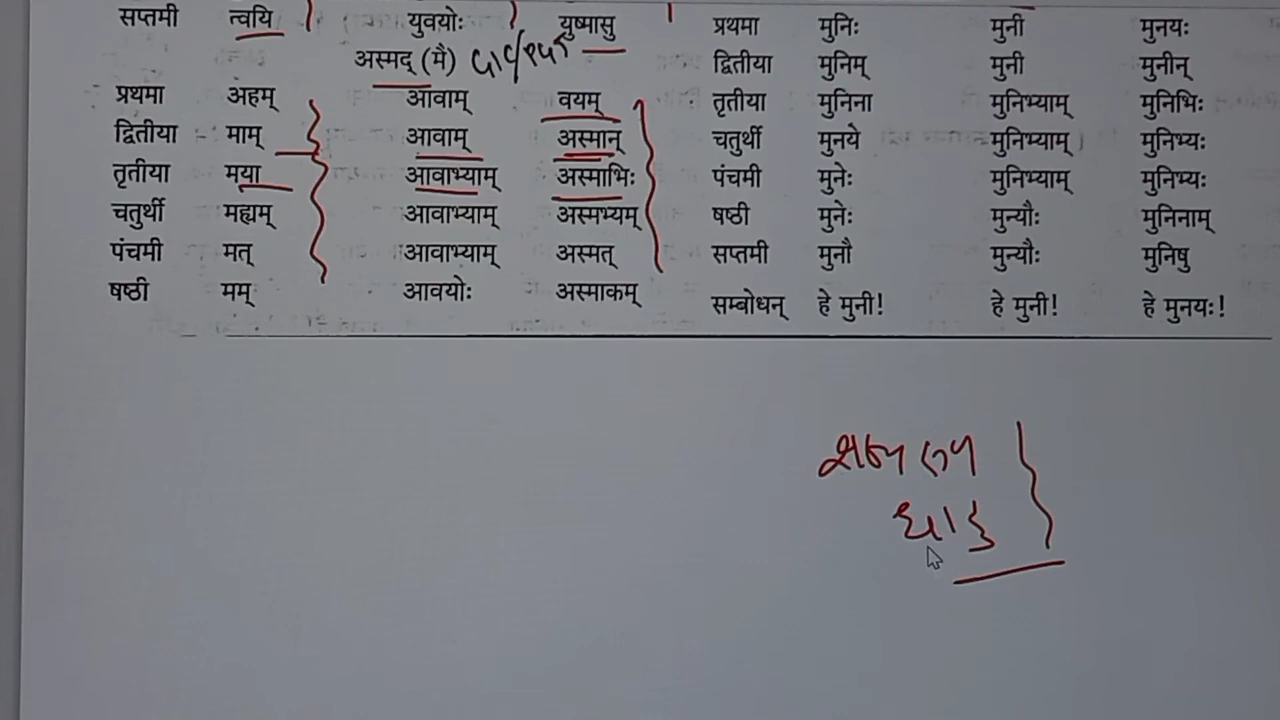 सप्तमी त्वयि युवयोः युष्मासु
अस्मद् (मै)
प्रथमा अहम् आवाम् वयम्
द्वितीया माम् आवाम् अस्मान्
तृतीया मया आवाभ्याम् अस्माभिः
चतुर्थी मह्यम् आवाभ्याम् अस्मभ्यम्
पंचमी मत् आवाभ्याम् अस्मत्
षष्ठी मम् आवयोः अस्माकम्
प्रथमा मुनिः मुनी मुनयः
द्वितीया मुनिम् मुनी मुनीन्
तृतीया मुनिना मुनिभ्याम् मुनिभिः
चतुर्थी मुनये मुनिभ्याम् मुनिभ्यः
पंचमी मुनेः मुनिभ्याम् मुनिभ्यः
षष्ठी मुनेः मुन्यौः मुनिनाम्
सप्तमी मुनौ मुन्यौः मुनिषु
सम्बोधन् हे मुनी! हे मुनी! हे मुनयः!